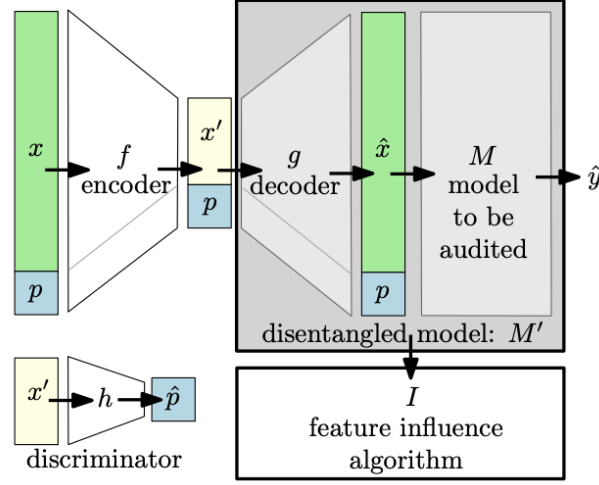 x
p
f
encoder
x′
p
g
decoder
x̂
p
M
model
to be
audited
ŷ
disentangled model: M′
x′
h
p̂
discriminator
I
feature influence
algorithm